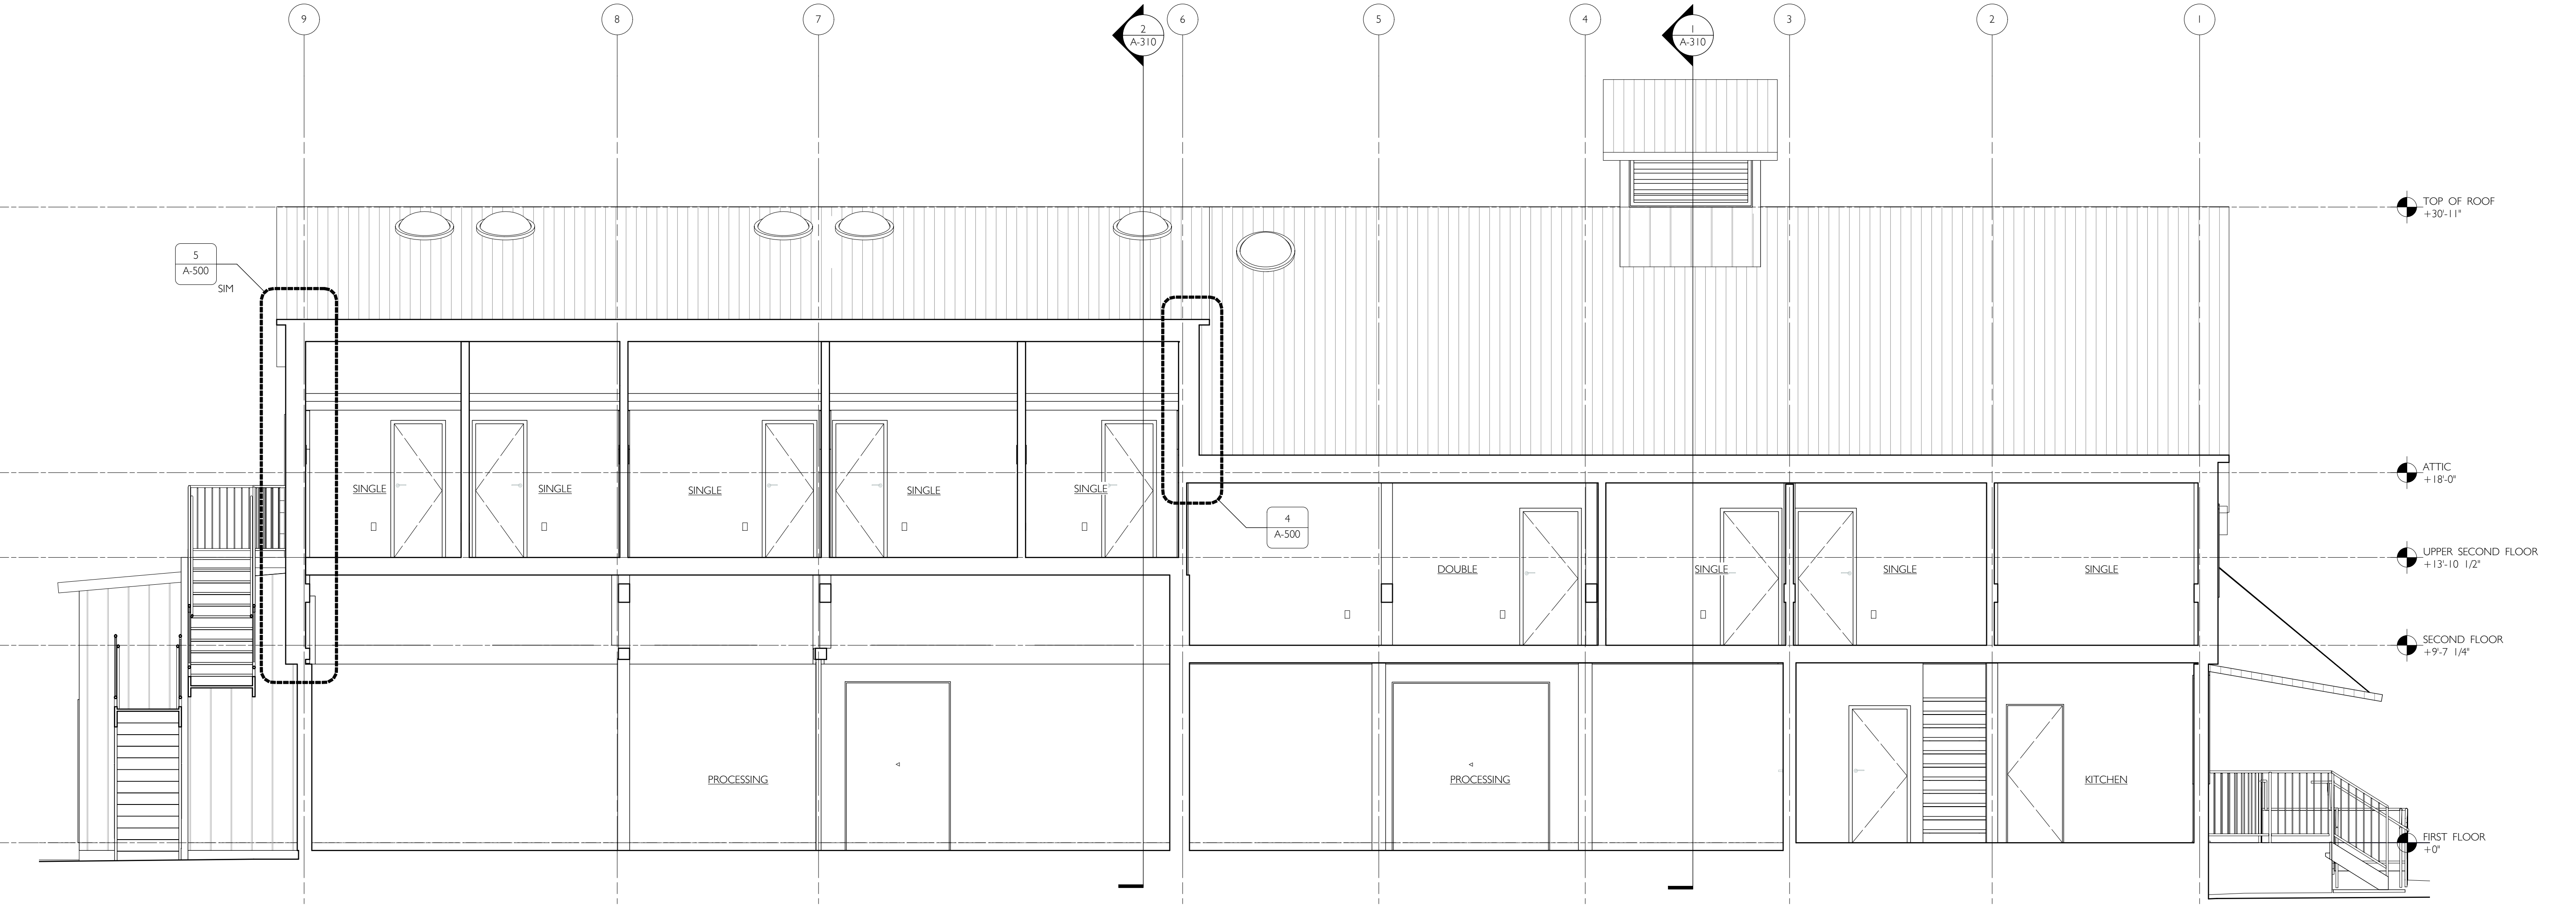 9
8
7
2
A-310
6
5
4
1
A-310
3
2
1
TOP OF ROOF
+30'-11"
5
A-500
SIM
ATTIC
+18'-0"
SINGLE
SINGLE
SINGLE
SINGLE
SINGLE
4
A-500
UPPER SECOND FLOOR
+13'-10 1/2"
DOUBLE
SINGLE
SINGLE
SINGLE
SECOND FLOOR
+9'-7 1/4"
PROCESSING
PROCESSING
KITCHEN
FIRST FLOOR
+0"